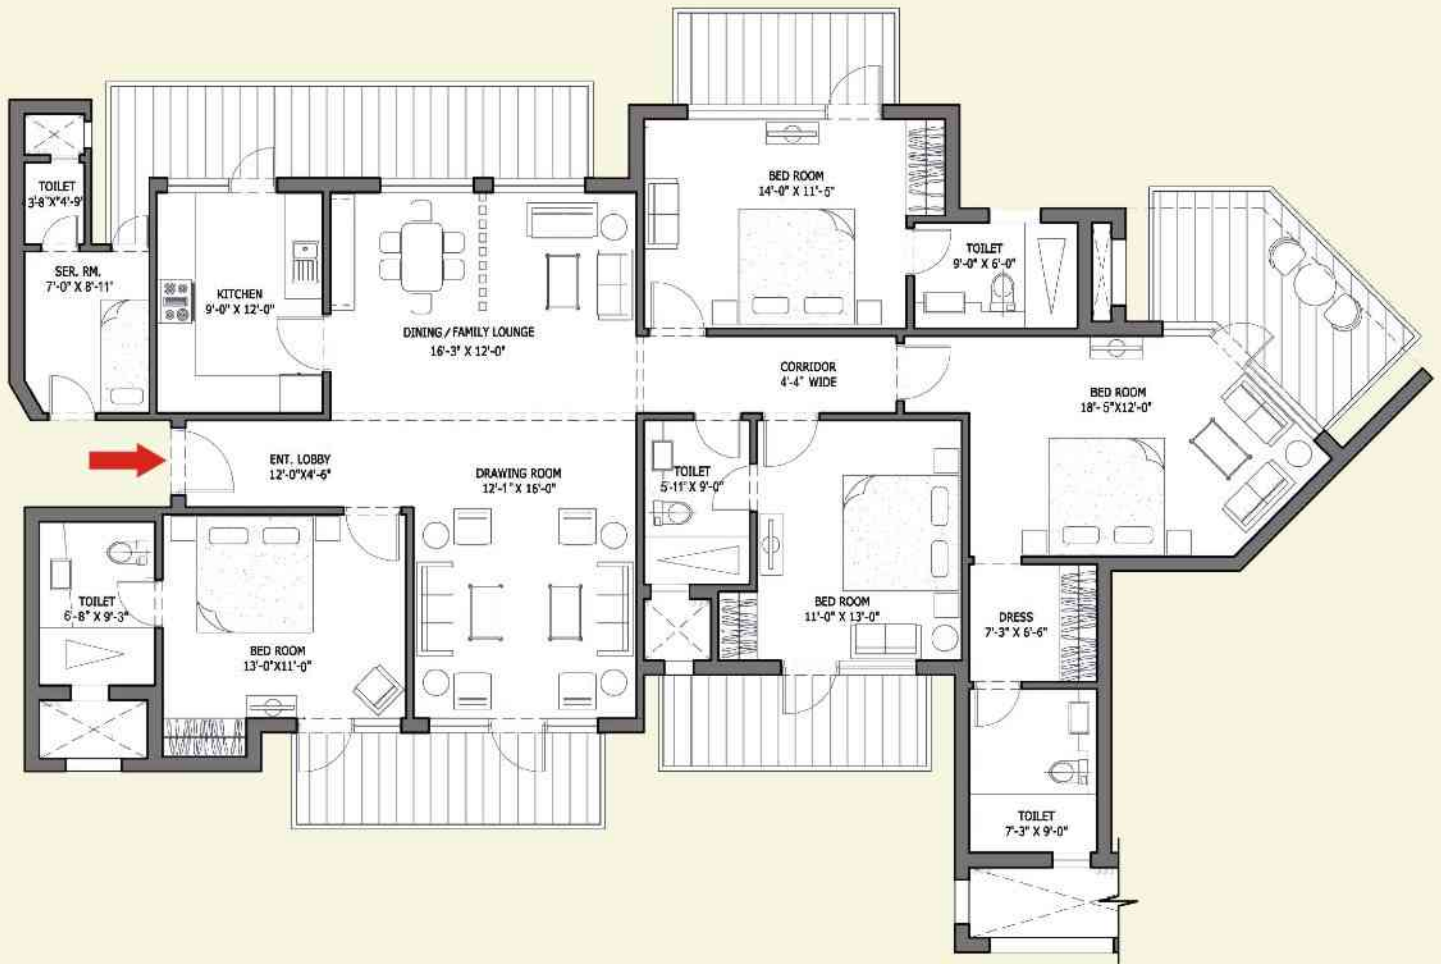 BED ROOM
14'-0" X 11'-6"
TOILET
3'-8"X"4'-9'
SER. RM.
7'-0" X 8'-11'
KITCHEN
9'-0" X 12'-0"
DINING / FAMILY LOUNGE
16'-3" X 12'-0"
TOILET
9'-0" X 6'-0"
CORRIDOR
4'-4" WIDE
BED ROOM
18'-5"X12'-0"
ENT. LOBBY
12'-0"X4'-6"
DRAWING ROOM
12'-1" X 16'-0"
TOILET
5'-11" X 9'-0"
TOILET
6'-8" X 9'-3"
BED ROOM
13'-0"X11'-0"
BED ROOM
11'-0" X 13'-0"
DRESS
7'-3" X 6'-6"
TOILET
7'-3" X 9'-0"